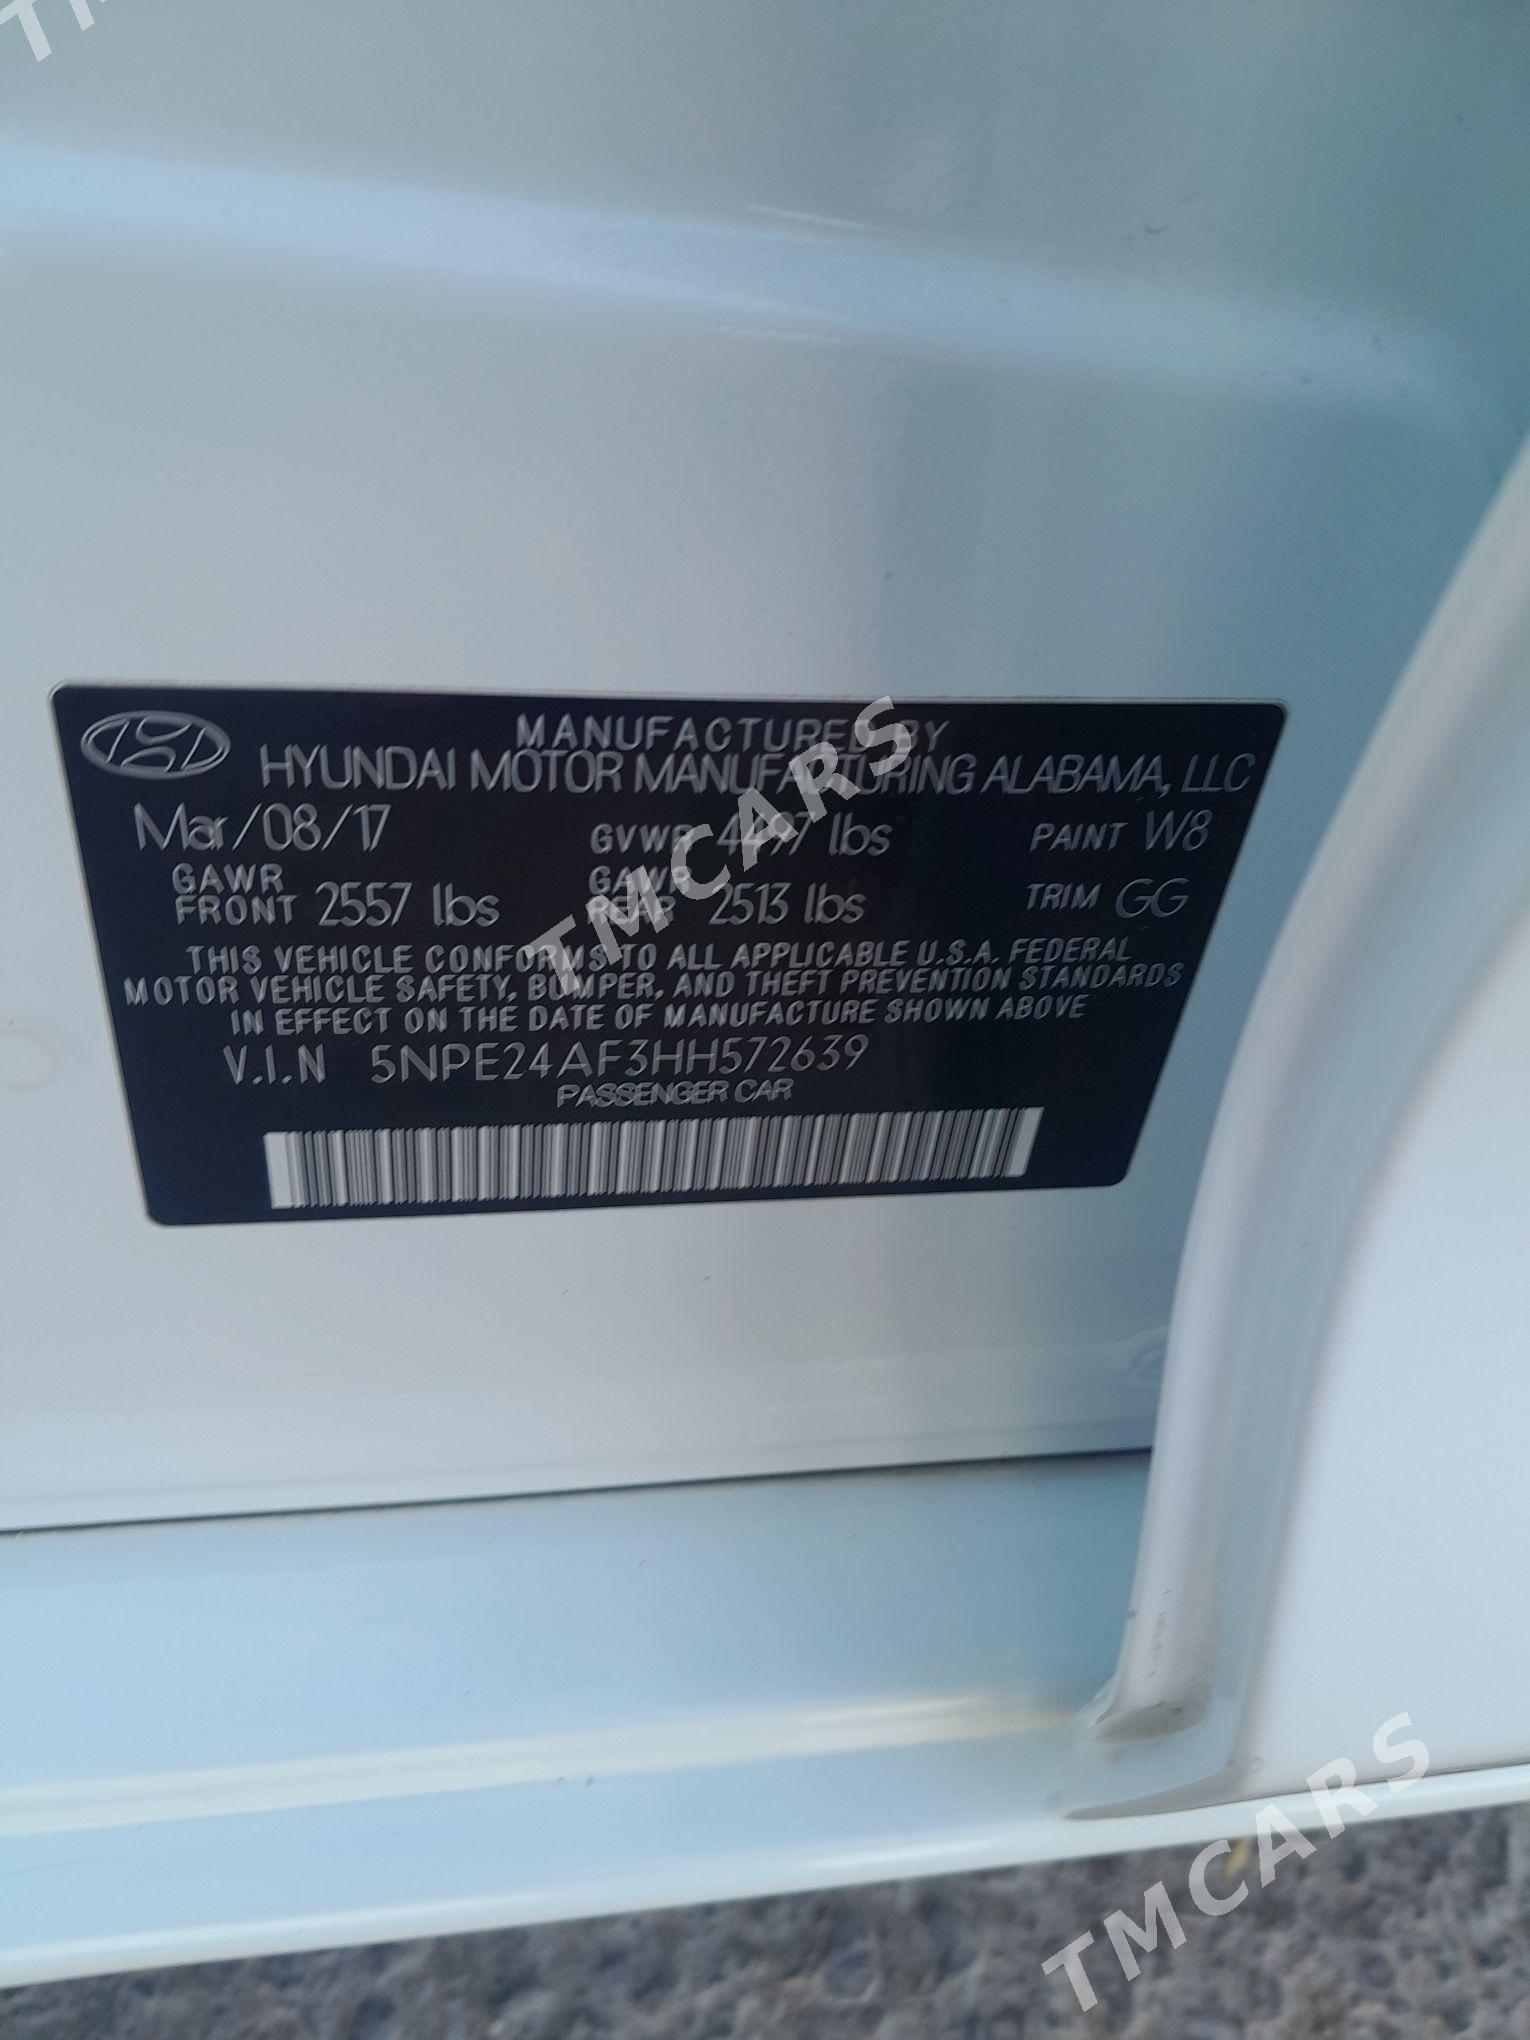 MANUFACTURED BY
HYUNDAI MOTOR MANUFACTURING ALABAMA, LLC
Mar/08/17 GVWR 4497 lbs PAINT W8
GAWR FRONT 2557 lbs GAWR REAR 2513 lbs TRIM GG
THIS VEHICLE CONFORMS TO ALL APPLICABLE U.S.A. FEDERAL
MOTOR VEHICLE SAFETY, BUMPER, AND THEFT PREVENTION STANDARDS
IN EFFECT ON THE DATE OF MANUFACTURE SHOWN ABOVE
V.I.N 5NPE24AF3HH572639
PASSENGER CAR
TMCARS
TMCARS